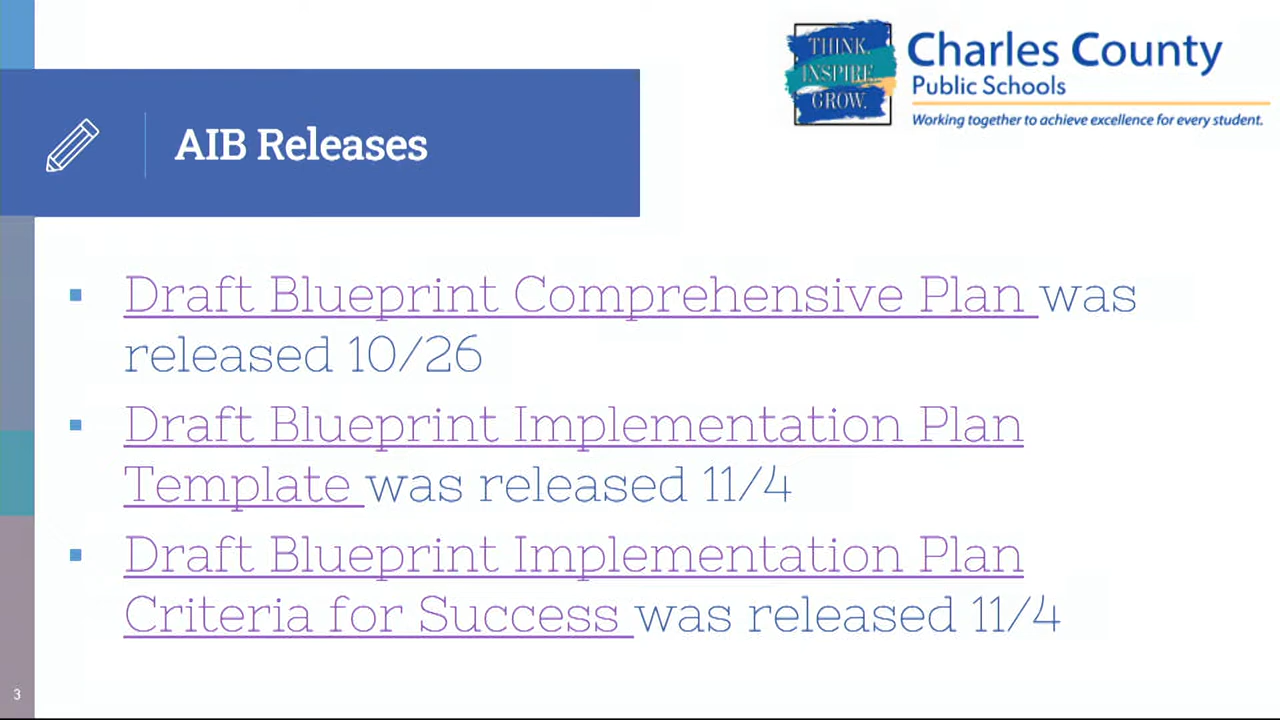 THINK.
INSPIRE.
GROW.
Charles County
Public Schools
Working together to achieve excellence for every student.
AIB Releases
Draft Blueprint Comprehensive Plan was
released 10/26
Draft Blueprint Implementation Plan
Template was released 11/4
Draft Blueprint Implementation Plan
Criteria for Success was released 11/4
3